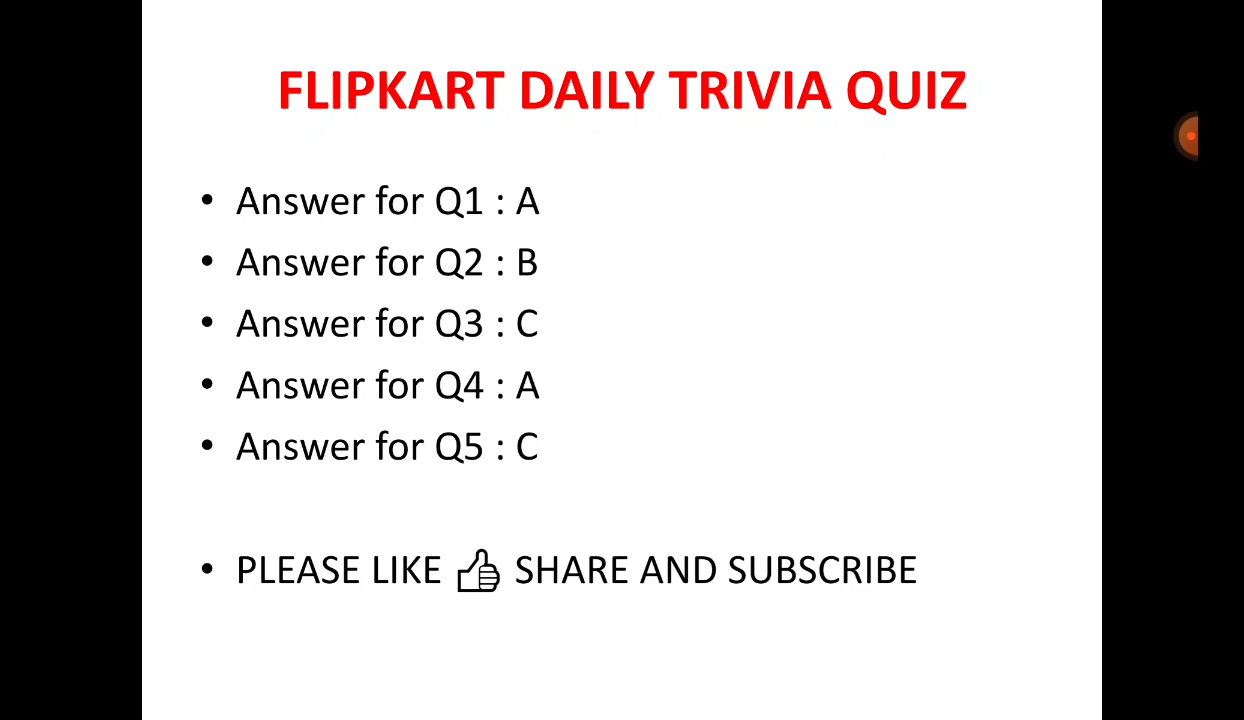 FLIPKART DAILY TRIVIA QUIZ
• Answer for Q1 : A
• Answer for Q2 : B
• Answer for Q3 : C
• Answer for Q4 : A
• Answer for Q5 : C
• PLEASE LIKE 👍 SHARE AND SUBSCRIBE